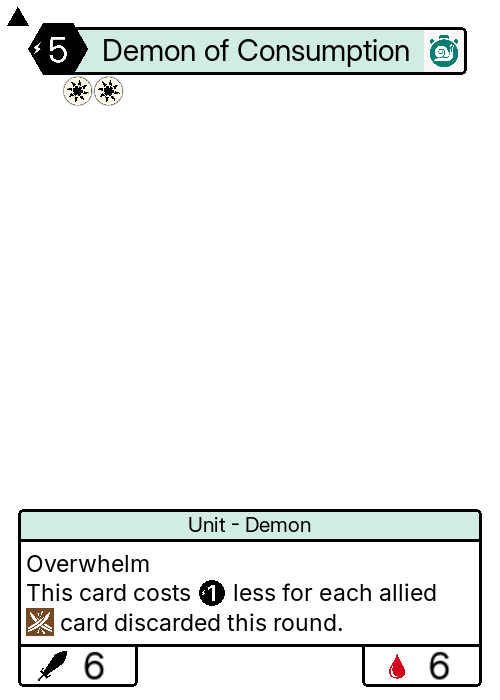 5 Demon of Consumption
Unit - Demon
Overwhelm
This card costs 1 less for each allied
card discarded this round.
6 6